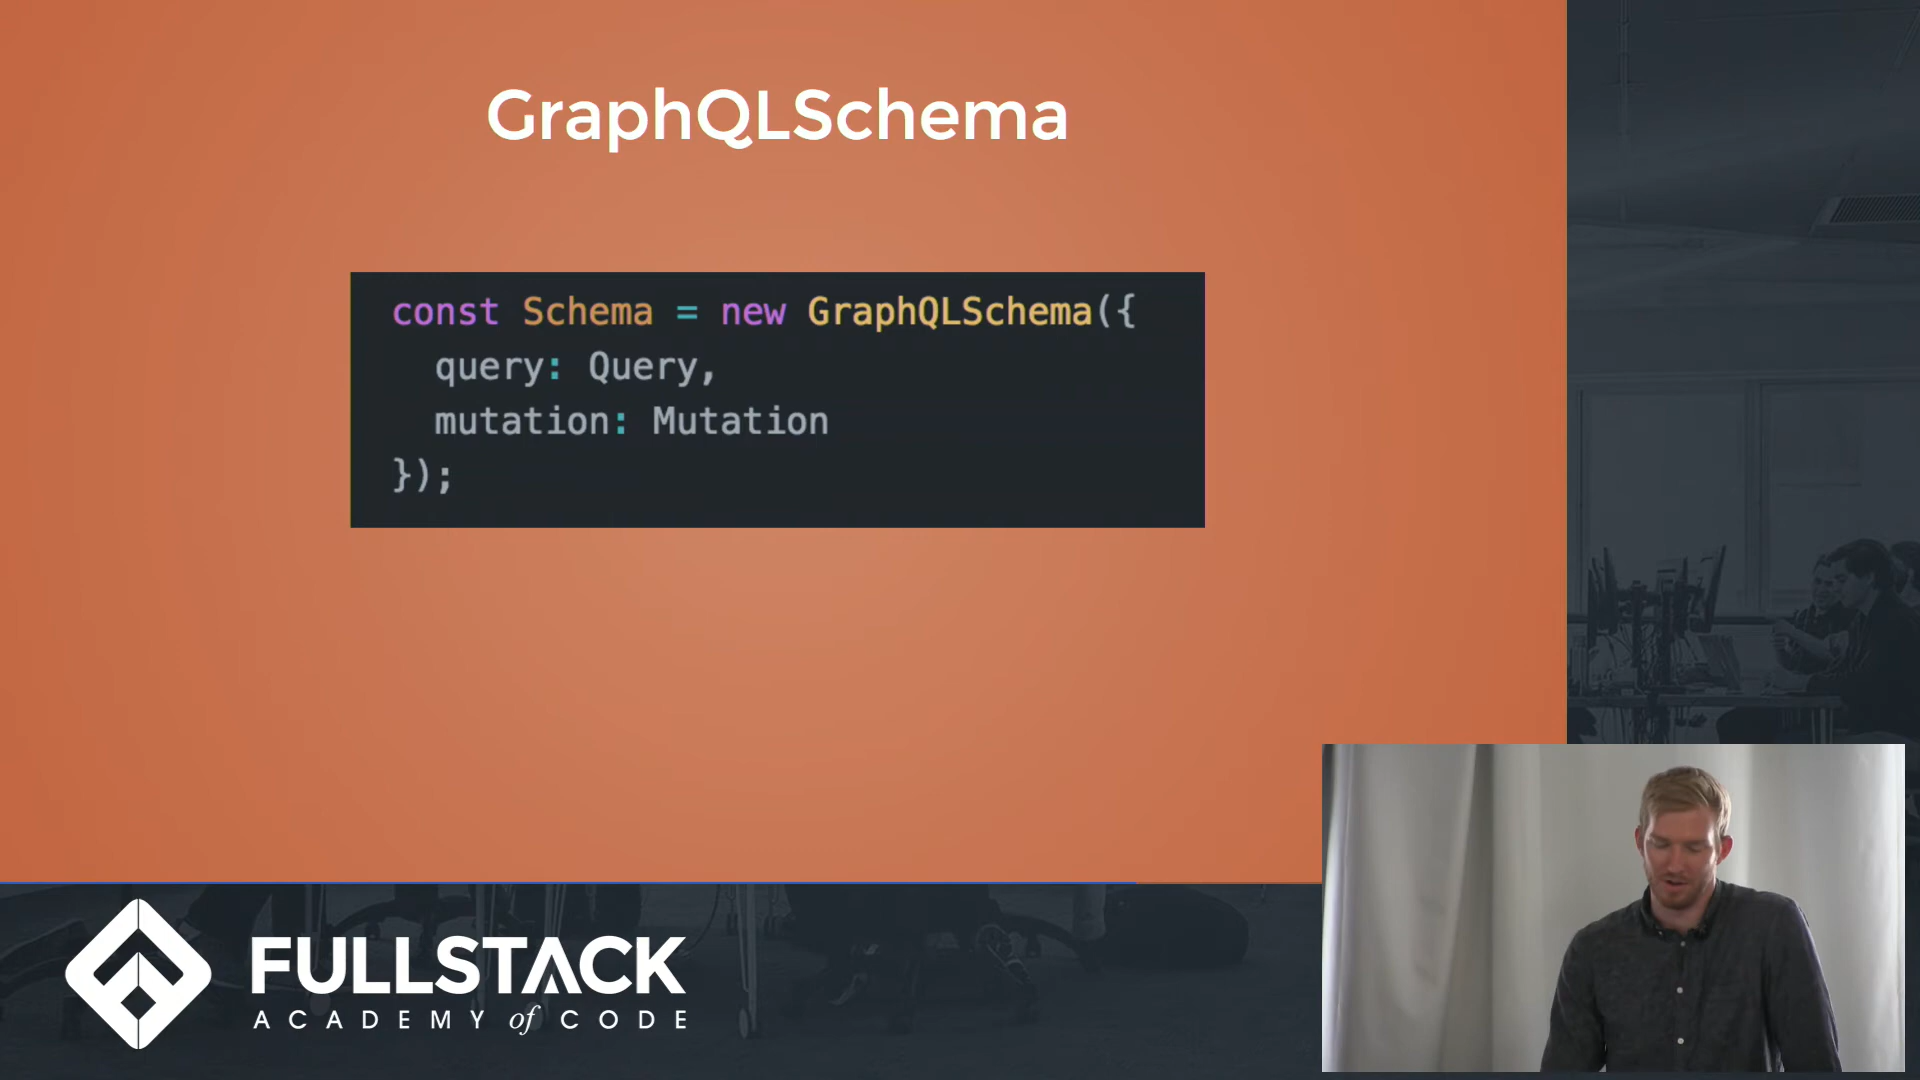 GraphQLSchema
const Schema = new GraphQLSchema({
  query: Query,
  mutation: Mutation
});
FULLSTACK
ACADEMY of CODE